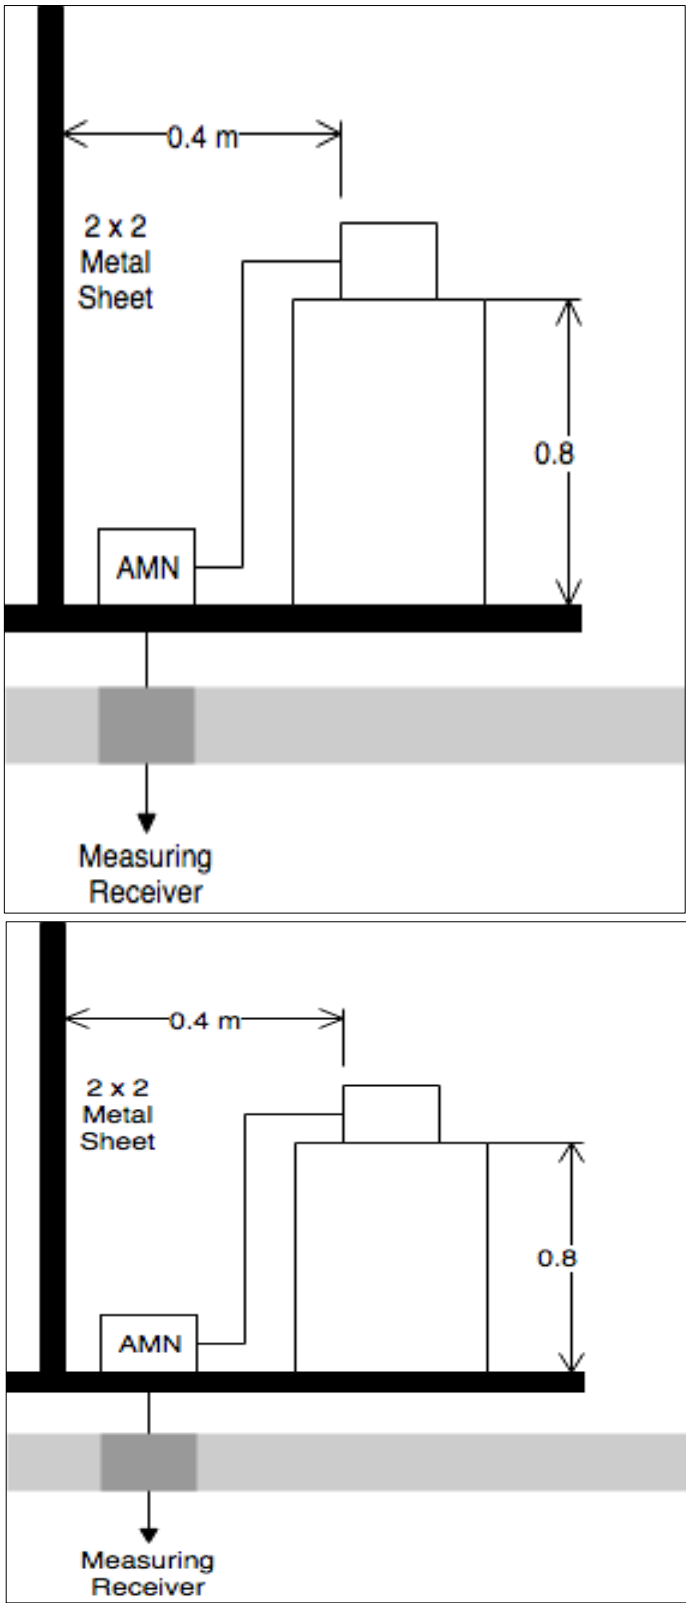 0.4 m
2 x 2
Metal
Sheet
0.8
AMN
Measuring
Receiver
0.4 m
2 x 2
Metal
Sheet
0.8
AMN
Measuring
Receiver